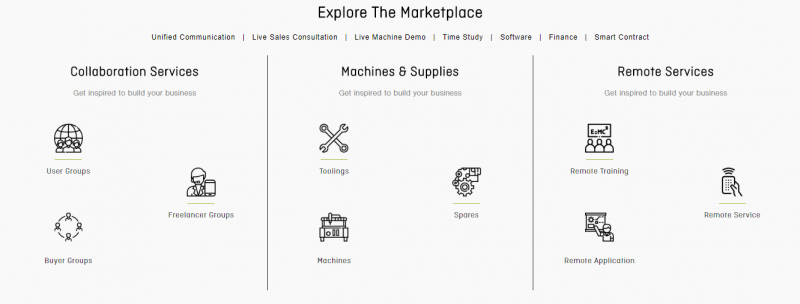 Explore The Marketplace
Unified Communication | Live Sales Consultation | Live Machine Demo | Time Study | Software | Finance | Smart Contract
Collaboration Services
Get inspired to build your business
User Groups
Freelancer Groups
Buyer Groups
Machines & Supplies
Get inspired to build your business
Toolings
Spares
Machines
Remote Services
Get inspired to build your business
E=MC²
Remote Training
Remote Service
Remote Application